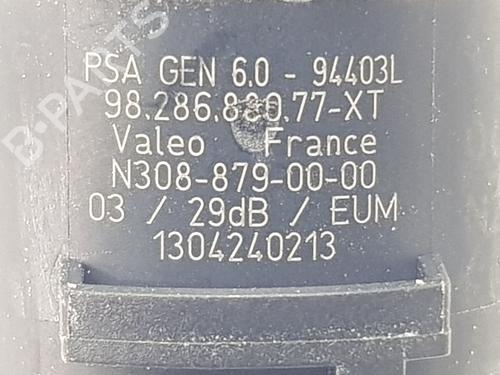 PSA GEN 6.0 - 94403L
98.286.880.77-XT
Valeo France
N308-879-00-00
03 / 29dB / EUM
1304240213
B-PARTS